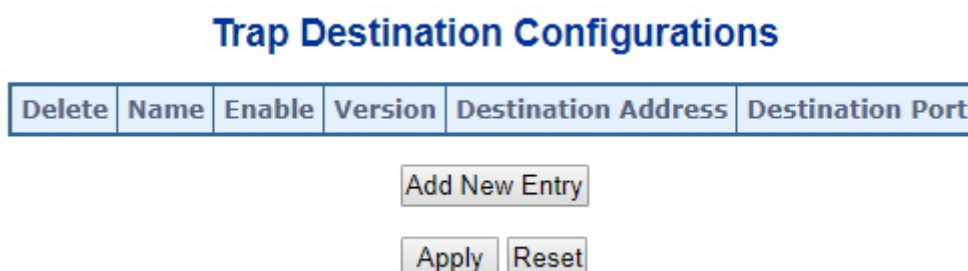 Trap Destination Configurations
Delete Name Enable Version Destination Address Destination Port
Add New Entry
Apply Reset